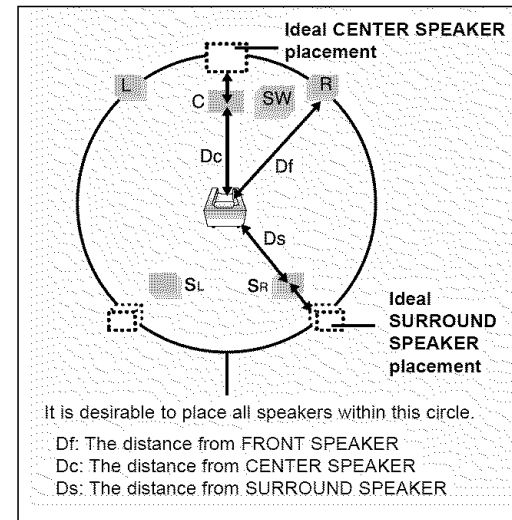 Ideal CENTER SPEAKER
placement
L
R
C
SW
Dc
Df
Ds
SL
SR
Ideal
SURROUND
SPEAKER
placement
It is desirable to place all speakers within this circle.
Df: The distance from FRONT SPEAKER
Dc: The distance from CENTER SPEAKER
Ds: The distance from SURROUND SPEAKER